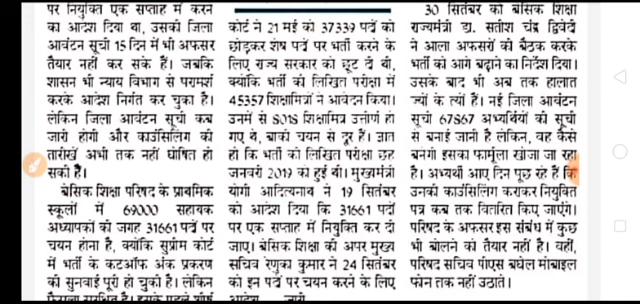 पर नियुक्ति एक सप्ताह में करने
का आदेश दिया था, उसकी जिला
आवंटन सूची 15 दिन में भी अफसर
तैयार नहीं कर सके हैं। जबकि
शासन भी न्याय विभाग से परामर्श
करके आदेश निर्गत कर चुका है।
लेकिन जिला आवंटन सूची कब
जारी होगी और काउंसिलिंग की
तारीखें अभी तक नहीं घोषित हो
सकी हैं।
बेसिक शिक्षा परिषद के प्राथमिक
स्कूलों में 69000 सहायक
अध्यापकों की जगह 31661 पदों पर
चयन होना है, क्योंकि सुप्रीम कोर्ट
में भर्ती के कटऑफ अंक प्रकरण
की सुनवाई पूरी हो चुकी है। लेकिन
फैसला सुरक्षित है। इसके पहले शीर्ष
कोर्ट ने 21 मई को 37339 पदों को
छोड़कर शेष पदों पर भर्ती करने के
लिए राज्य सरकार को छूट दी थी,
क्योंकि भर्ती की लिखित परीक्षा में
45357 शिक्षामित्रों ने आवेदन किया।
उनमें से 8018 शिक्षामित्र उत्तीर्ण हो
गए थे, बाकी चयन से दूर हैं। ज्ञात
हो कि भर्ती की लिखित परीक्षा छह
जनवरी 2019 को हुई थी। मुख्यमंत्री
योगी आदित्यनाथ ने 19 सितंबर
को आदेश दिया कि 31661 पदों
पर एक सप्ताह में नियुक्ति कर दी
जाए। बेसिक शिक्षा की अपर मुख्य
सचिव रेणुका कुमार ने 24 सितंबर
को इन पदों पर चयन करने के लिए
आदेश जारी
30 सितंबर को बेसिक शिक्षा
राज्यमंत्री डा. सतीश चंद्र द्विवेदी
ने आला अफसरों की बैठक करके
भर्ती को आगे बढ़ाने का निर्देश दिया।
उसके बाद भी अब तक हालात
ज्यों के त्यों हैं। नई जिला आवंटन
सूची 67867 अभ्यर्थियों की सूची
से बनाई जानी है लेकिन, वह कैसे
बनेगी इसका फार्मूला खोजा जा रहा
है। अभ्यर्थी आए दिन पूछ रहे हैं कि
उनकी काउंसिलिंग कराकर नियुक्ति
पत्र कब तक वितरित किए जाएंगे।
परिषद के अफसर इस संबंध में कुछ
भी बोलने को तैयार नहीं है। वहीं,
परिषद सचिव पीएस बघेल मोबाइल
फोन तक नहीं उठाते।